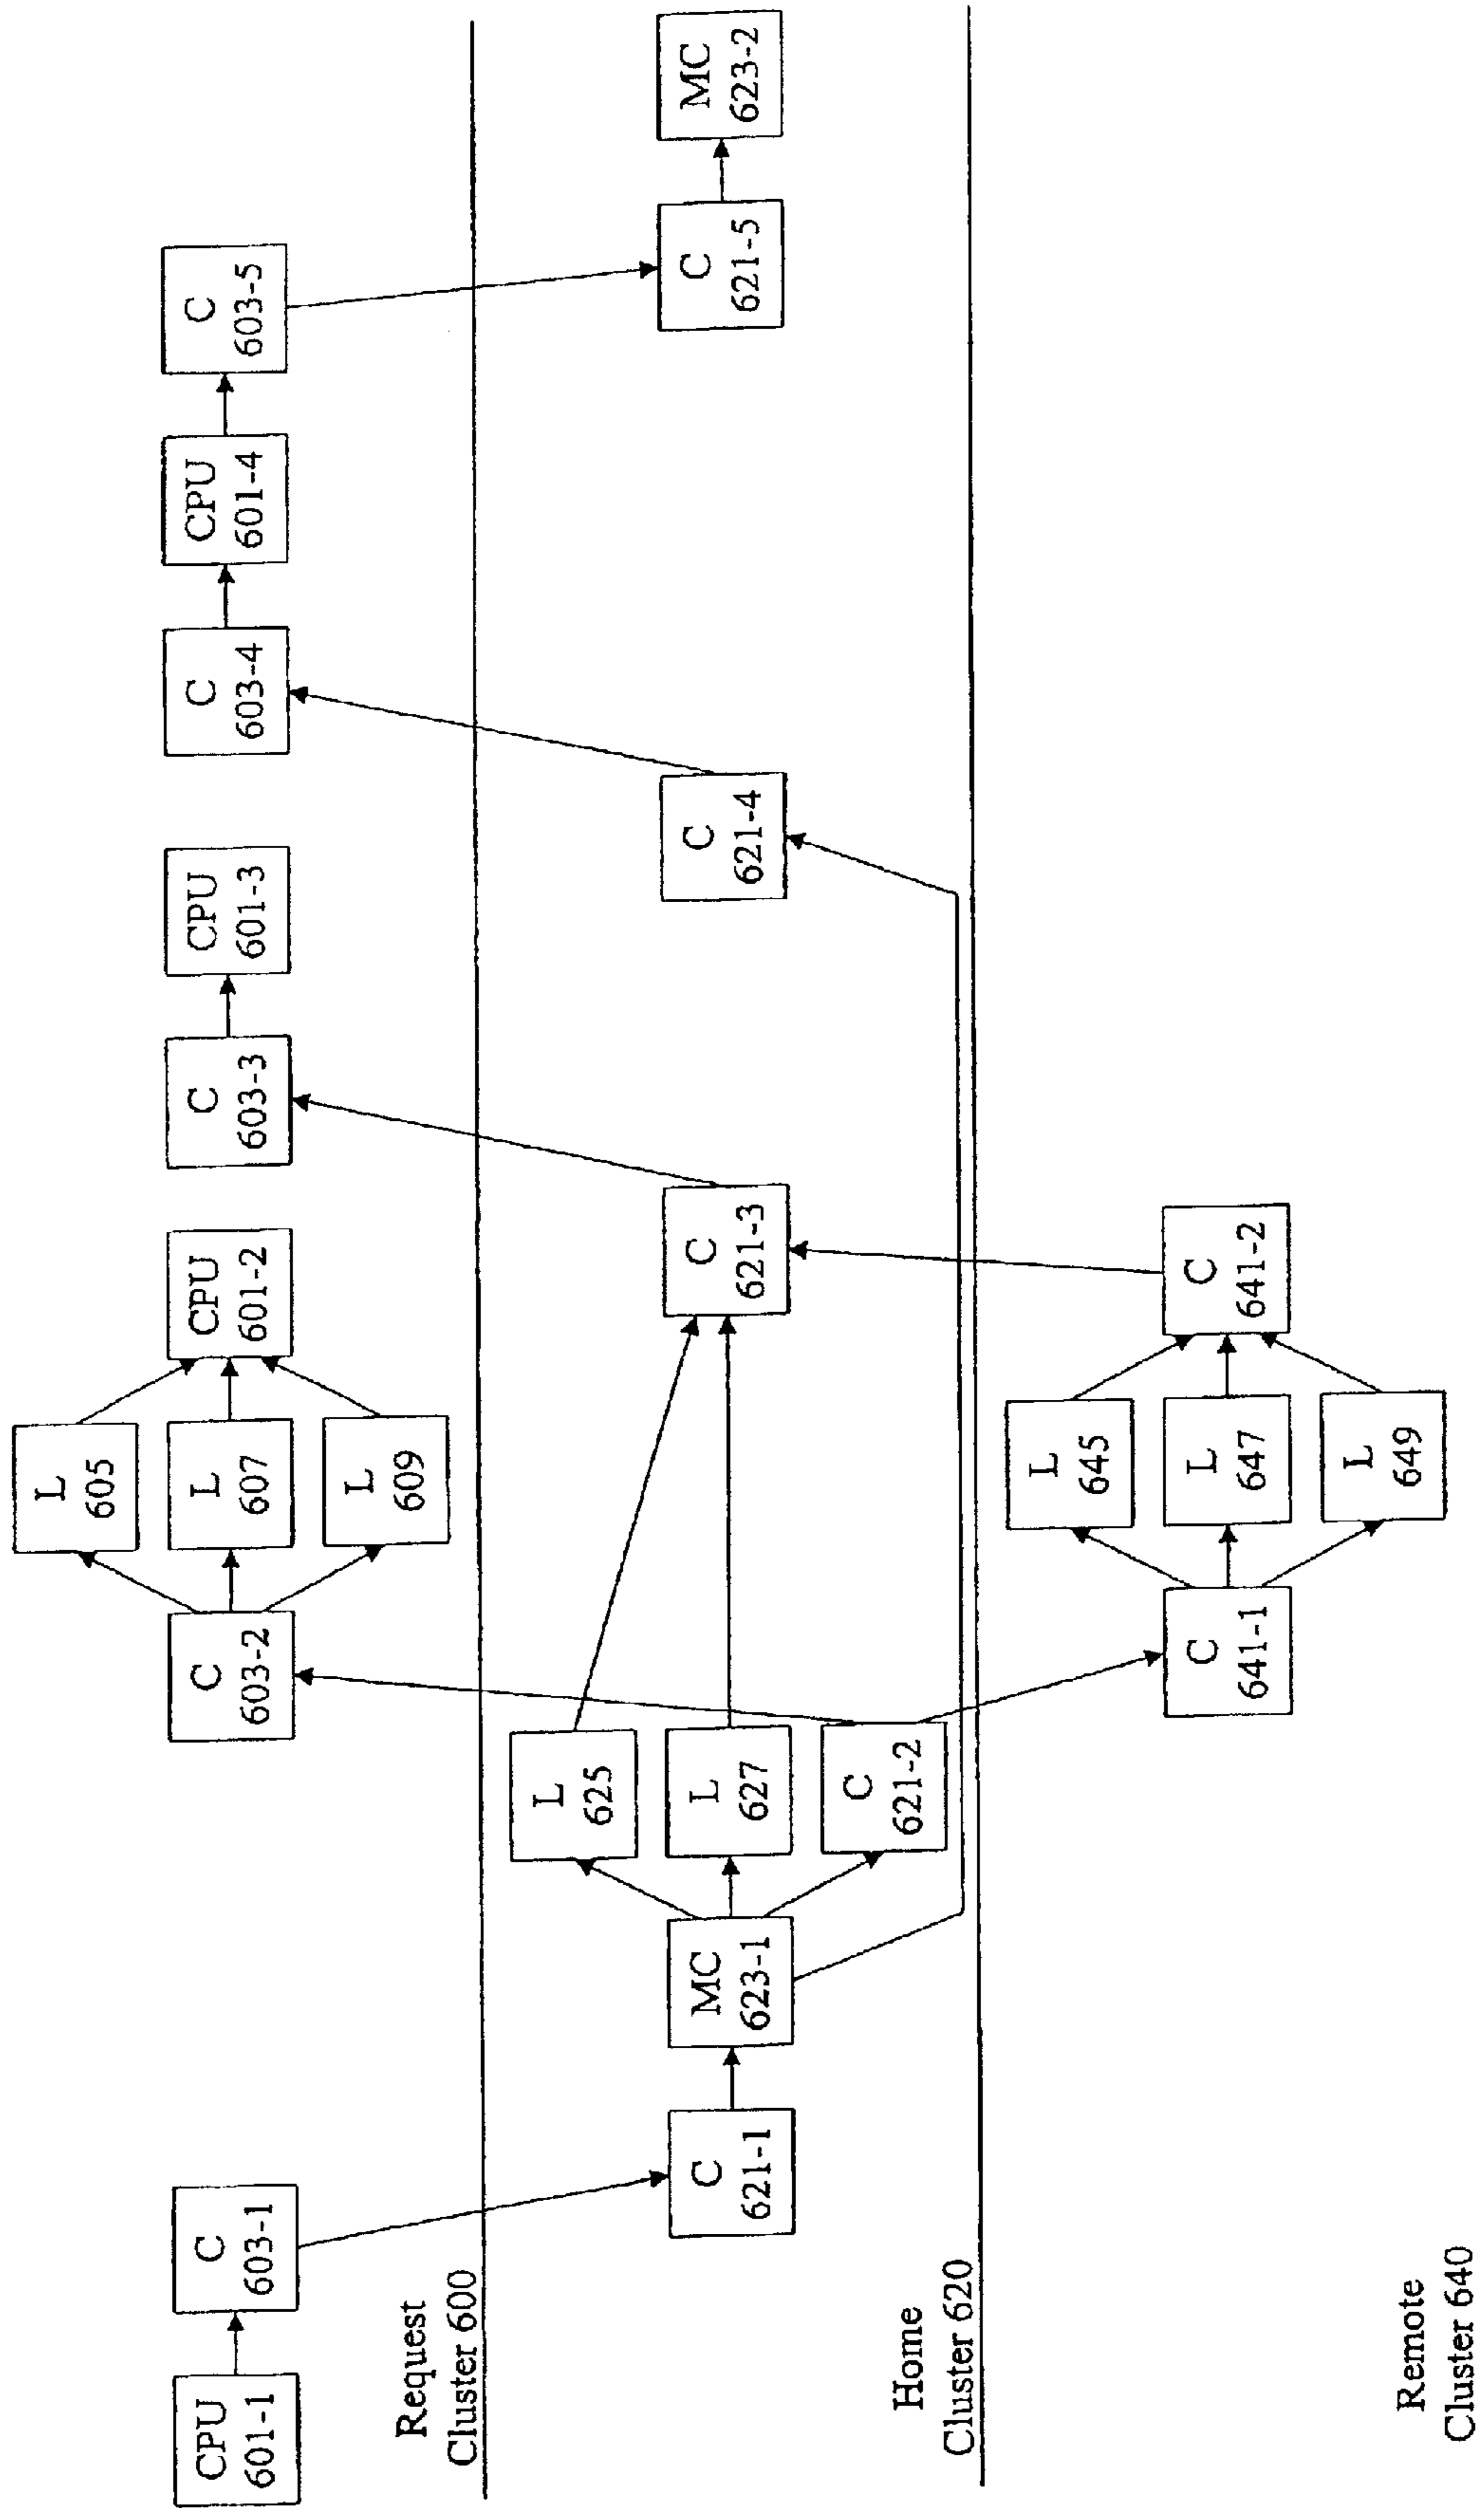 CPU
601-1
C
603-1
C
603-2
L
605
L
607
L
609
CPU
601-2
C
603-3
CPU
601-3
C
603-4
CPU
601-4
C
603-5
Request
Cluster 600
C
621-1
MC
623-1
L
625
L
627
C
621-2
C
621-3
C
621-4
C
621-5
MC
623-2
Home
Cluster 620
C
641-1
L
645
L
647
L
649
C
641-2
Remote
Cluster 640